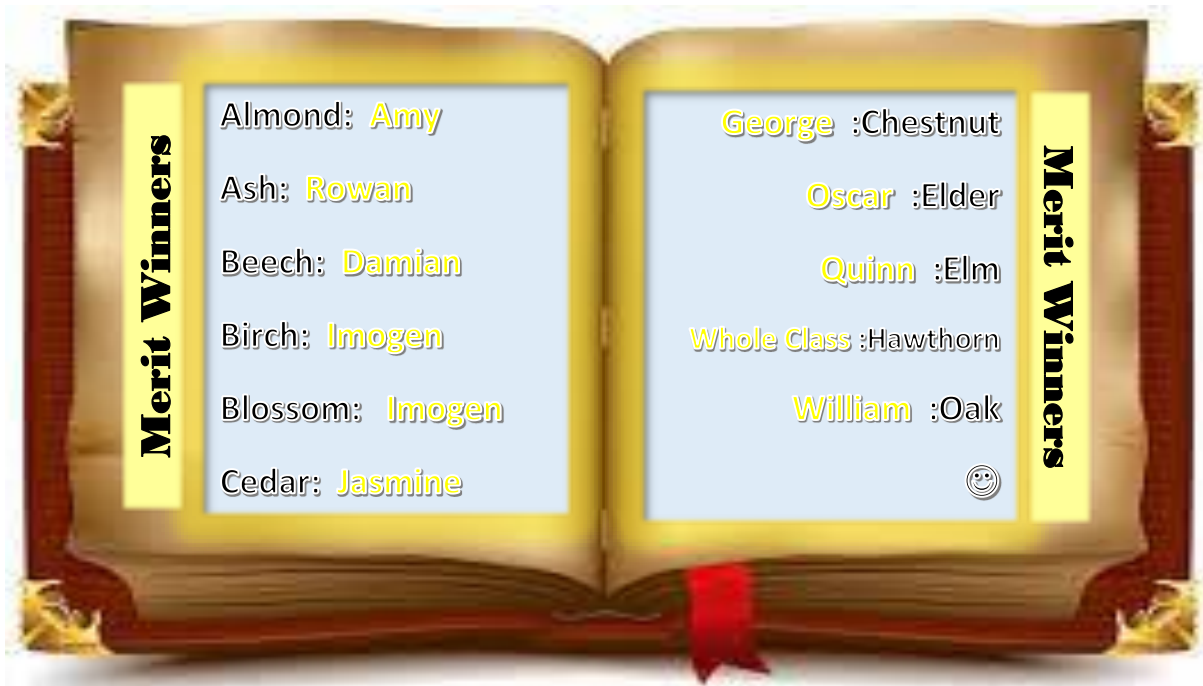 Merit Winners
Almond: Amy
Ash: Rowan
Beech: Damian
Birch: Imogen
Blossom: Imogen
Cedar: Jasmine
George :Chestnut
Oscar :Elder
Quinn :Elm
Whole Class :Hawthorn
William :Oak
☺
Merit Winners